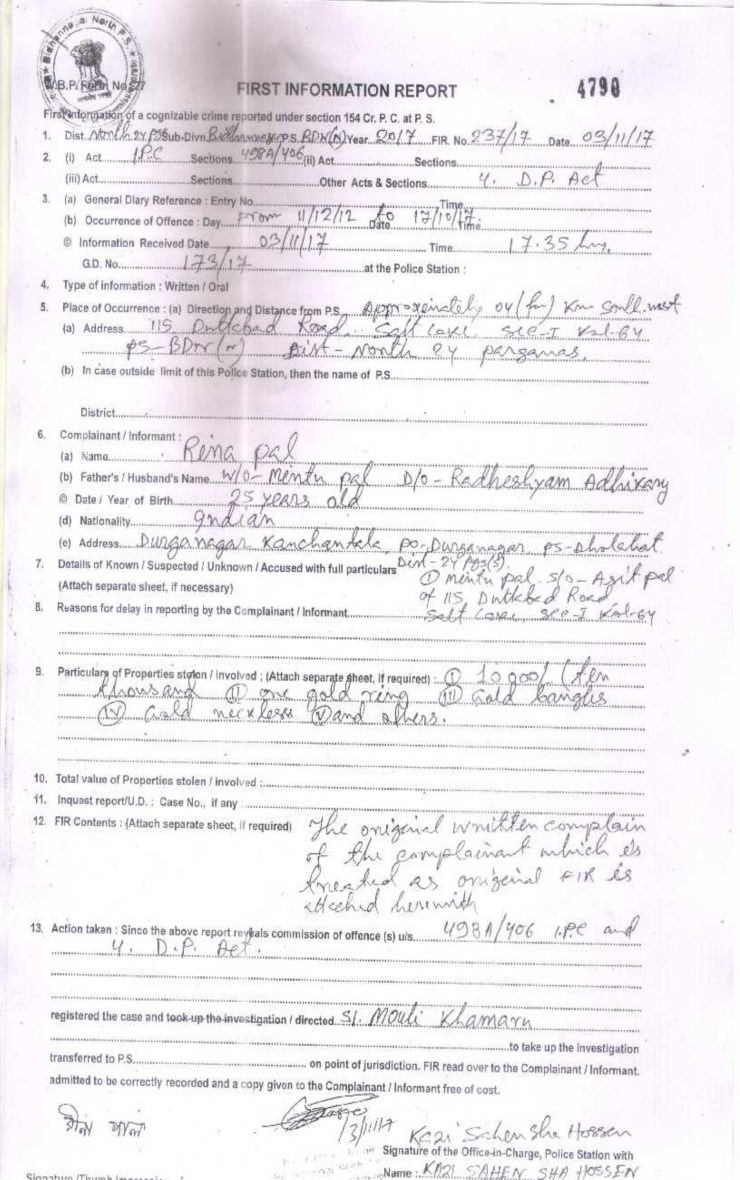 Bidhannagar North P.S.
W.B.P. Form No. 27
FIRST INFORMATION REPORT 4790
First information of a cognizable crime reported under section 154 Cr. P. C. at P. S.
1. Dist. North 24 PGS Sub-Divn. Bidhannagar P.S. BDN(N) Year 2017 FIR. No. 237/17 Date 03/11/17
2. (i) Act I.P.C Sections 498A/406 (ii) Act Sections
(iii) Act Sections Other Acts & Sections 4. D.P. Act
3. (a) General Diary Reference : Entry No. Time
(b) Occurrence of Offence : Day From 11/12/12 to Date 17/10/17 Time
© Information Received Date 03/11/17 Time 17.35 hrs.
G.D. No. 173/17 at the Police Station :
4. Type of information : Written / Oral
5. Place of Occurrence : (a) Direction and Distance from P.S. Approxinately 04 Km South west
(a) Address 115 Duttabad Road Salt Lake Sec-I Kol-64
PS-BDN(N) Dist - North 24 parganas.
(b) In case outside limit of this Police Station, then the name of P.S.
District
6. Complainant / Informant :
(a) Name Rina pal
(b) Father's / Husband's Name W/O - Mentu pal D/O - Radheshyam Adhikary
© Date / Year of Birth 25 years old
(d) Nationality Indian
(e) Address Durganagar Kanchantala, PO-Durganagar, PS-Dholahat
7. Details of Known / Suspected / Unknown / Accused with full particulars Dist - 24 Pgs(S).
(Attach separate sheet, if necessary) ① Mentu pal S/o - Azit pal
of 115, Duttabad Road
8. Reasons for delay in reporting by the Complainant / Informant Salt Lake, Sec-I Kol-64
9. Particulars of Properties stolen / involved ; (Attach separate sheet, if required) : ① 10,000/- (ten
thousand ② one gold ring ③ Gold bangles
④ Gold neckless ⑤ and others.
10. Total value of Properties stolen / involved :
11. Inquest report/U.D. : Case No., if any :
12. FIR Contents : (Attach separate sheet, if required) The original written complain
of the complainant which is
treated as original FIR is
attached herewith
13. Action taken : Since the above report reveals commission of offence (s) u/s 498A/406 I.PC and
4. D.P. Act.
registered the case and took up the investigation / directed S.I. Mouli Khamaru
to take up the investigation
transferred to P.S. on point of jurisdiction. FIR read over to the Complainant / Informant.
admitted to be correctly recorded and a copy given to the Complainant / Informant free of cost.
রীনা পাল
3/11/17 Kazi Sahen Sha Hossen
Signature of the Office-in-Charge, Police Station with
Signature /Thumb Impression Name : KAZI SAHEN SHA HOSSEN